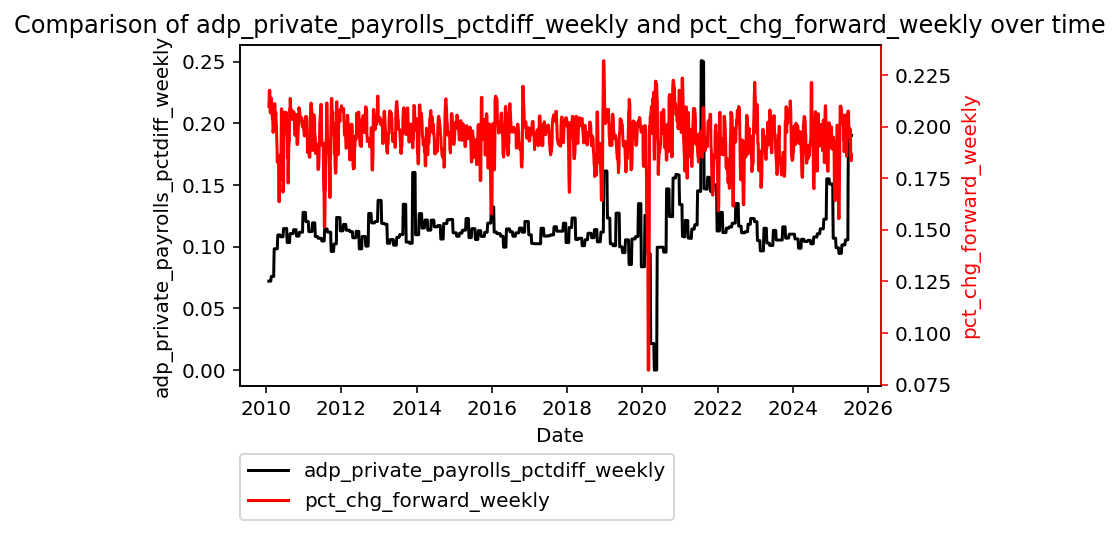 Comparison of adp_private_payrolls_pctdiff_weekly and pct_chg_forward_weekly over time
adp_private_payrolls_pctdiff_weekly
0.25
0.20
0.15
0.10
0.05
0.00
0.225
0.200
0.175
0.150
0.125
0.100
0.075
pct_chg_forward_weekly
2010 2012 2014 2016 2018 2020 2022 2024 2026
Date
adp_private_payrolls_pctdiff_weekly
pct_chg_forward_weekly